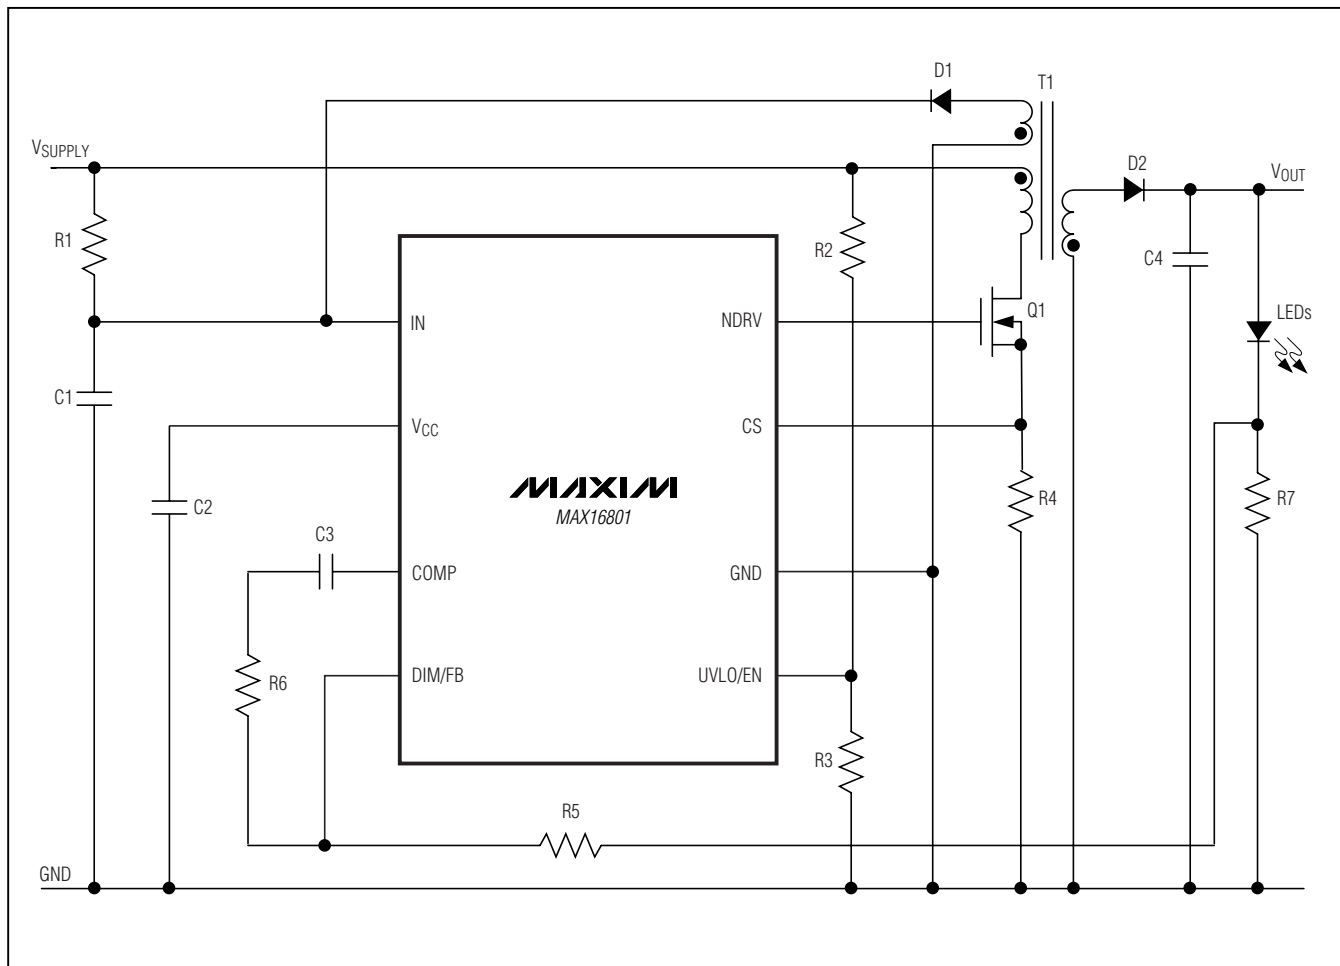 D1
T1
VSUPPLY
D2
VOUT
R1
R2
C4
IN
NDRV
Q1
LEDs
C1
VCC
CS
MAXIM
MAX16801
C2
R4
R7
C3
COMP
GND
R6
DIM/FB
UVLO/EN
R3
R5
GND